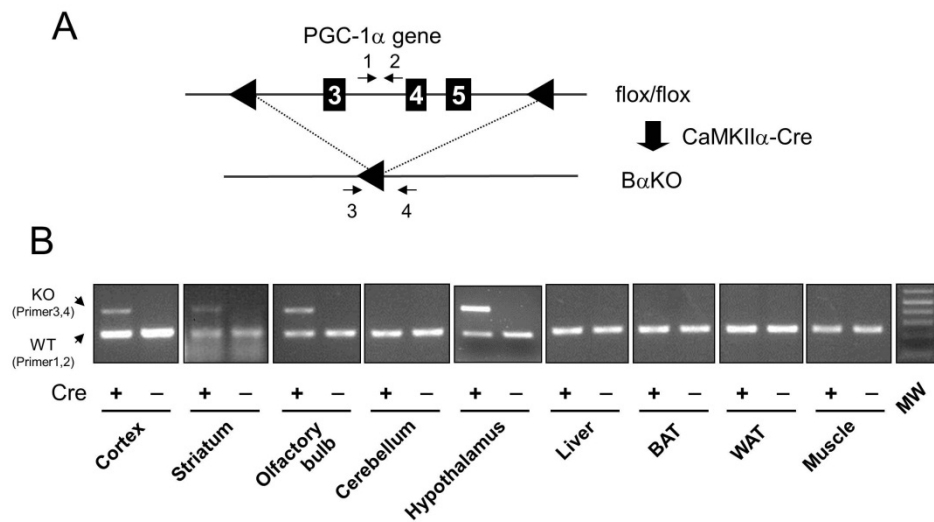 A
PGC-1α gene
1 2
3 4 5
flox/flox
CaMKIIα-Cre
BαKO
3 4
B
KO
(Primer3,4)
WT
(Primer1,2)
Cre + – + – + – + – + – + – + – + – + –
MW
Cortex
Striatum
Olfactory
bulb
Cerebellum
Hypothalamus
Liver
BAT
WAT
Muscle